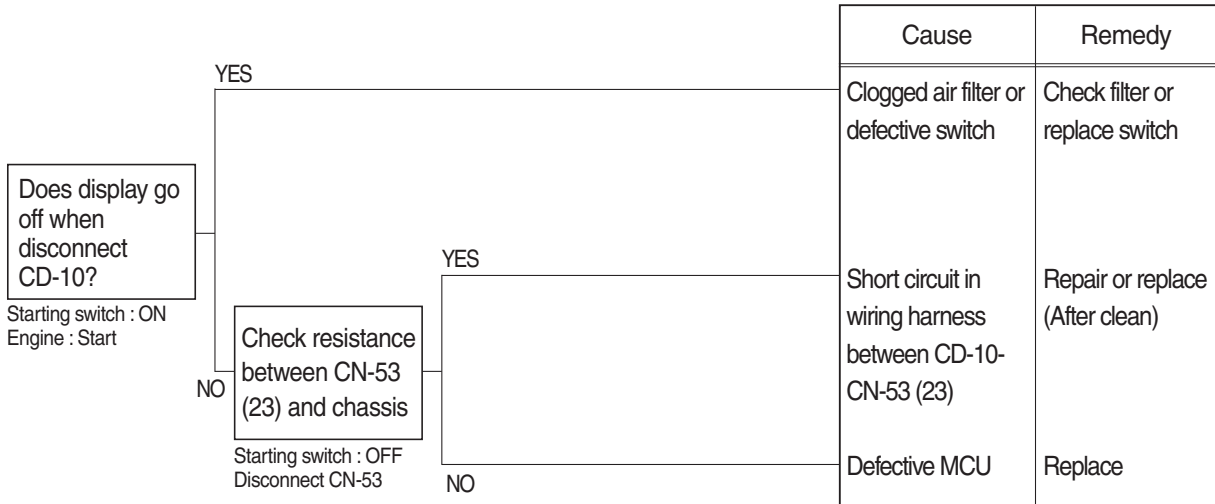 Cause
Remedy
YES
Clogged air filter or
defective switch
Check filter or
replace switch
Does display go
off when
disconnect
CD-10?
Starting switch : ON
Engine : Start
YES
Short circuit in
wiring harness
between CD-10-
CN-53 (23)
Repair or replace
(After clean)
NO
Check resistance
between CN-53
(23) and chassis
Starting switch : OFF
Disconnect CN-53
NO
Defective MCU
Replace